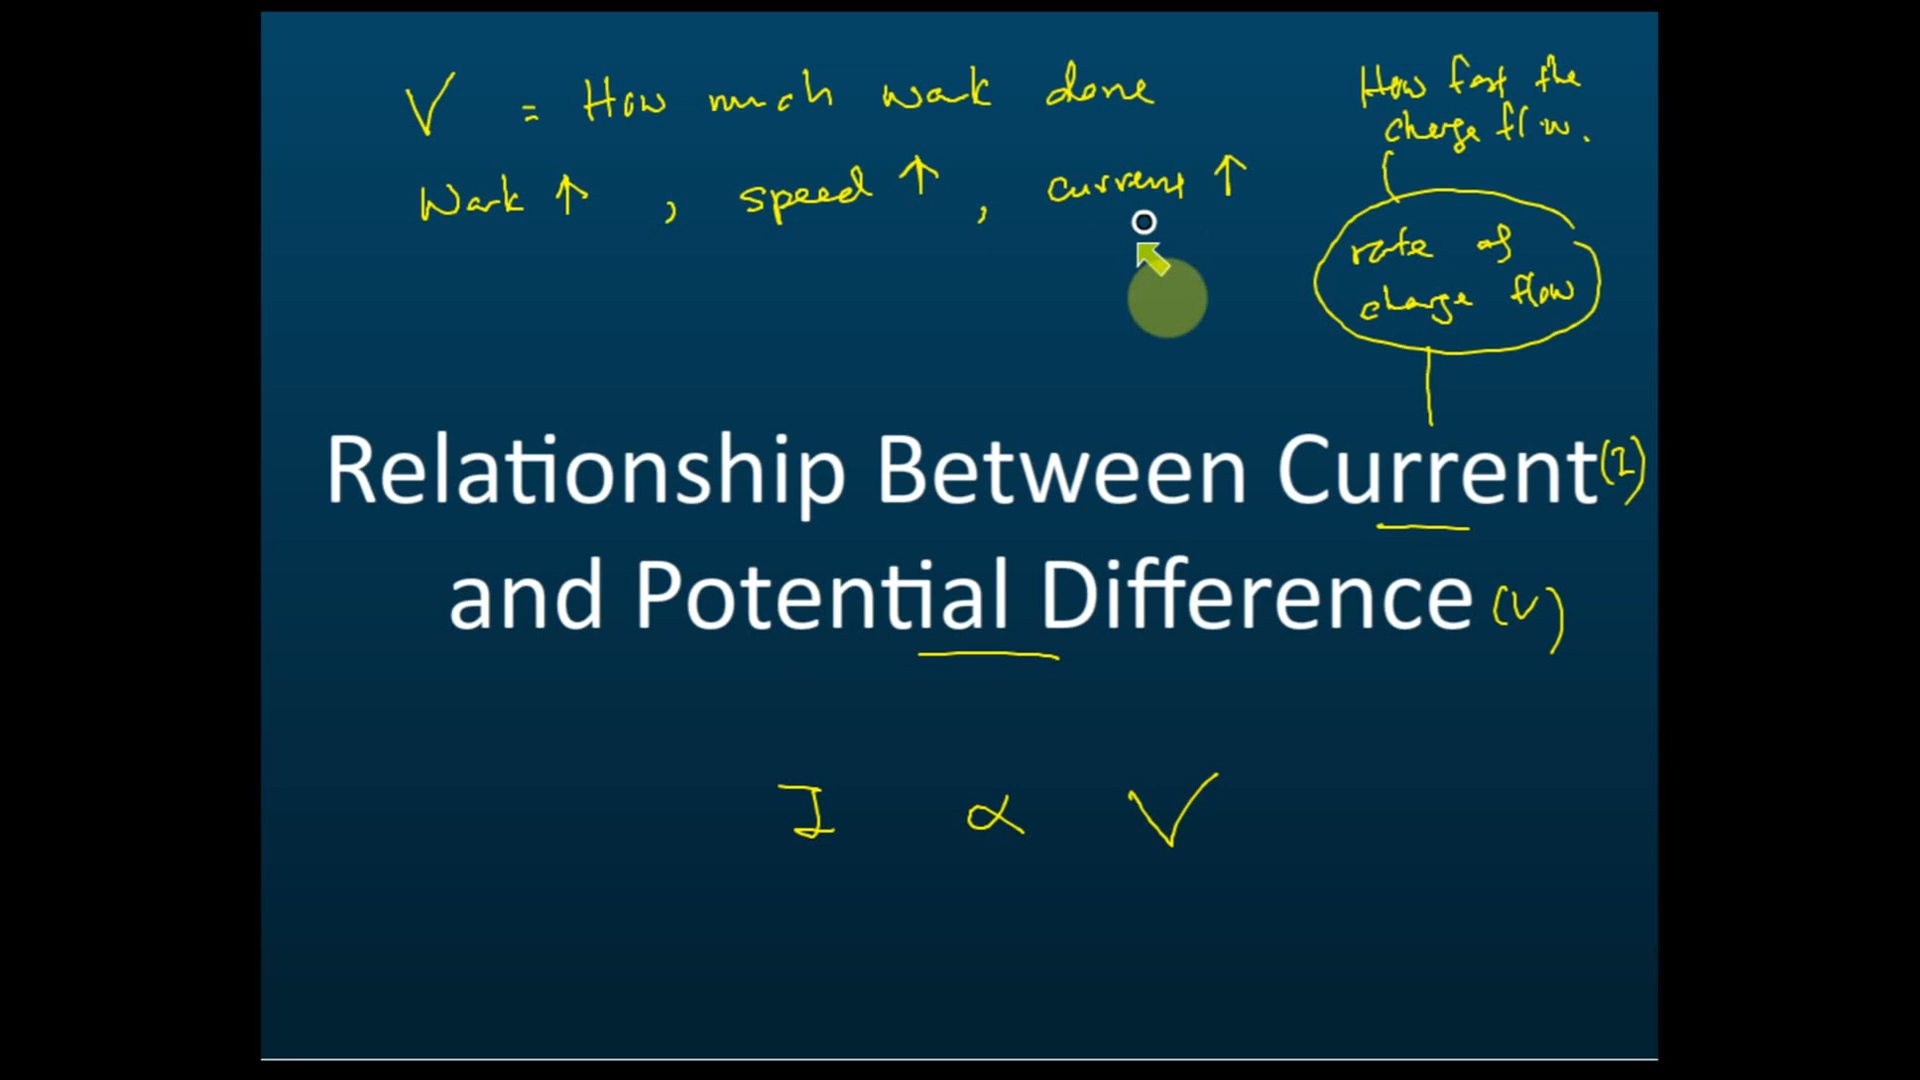 V = How much work done
Work ↑ , speed ↑ , current ↑
How fast the
charge flow.
rate of
charge flow
Relationship Between Current (I)
and Potential Difference (V)
I ∝ V